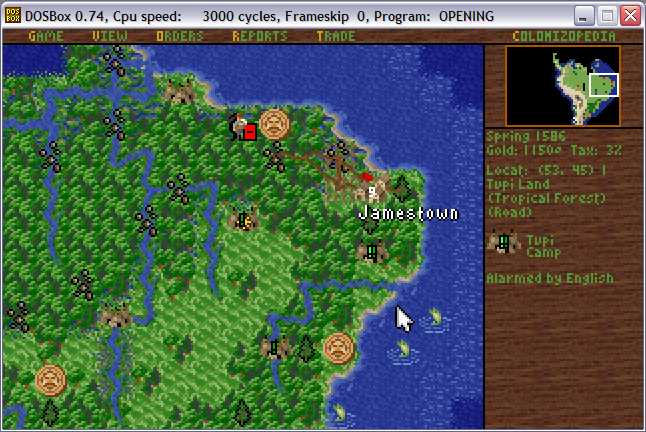 DOSBox 0.74, Cpu speed: 3000 cycles, Frameskip 0, Program: OPENING
GAME VIEW ORDERS REPORTS TRADE COLONIZOPEDIA
Spring 1586
Gold: 1150¢ Tax: 3%
Locat: (53, 45) 1
Tupi Land
(Tropical Forest)
(Road)
Jamestown
Tupi
Camp
Alarmed by English